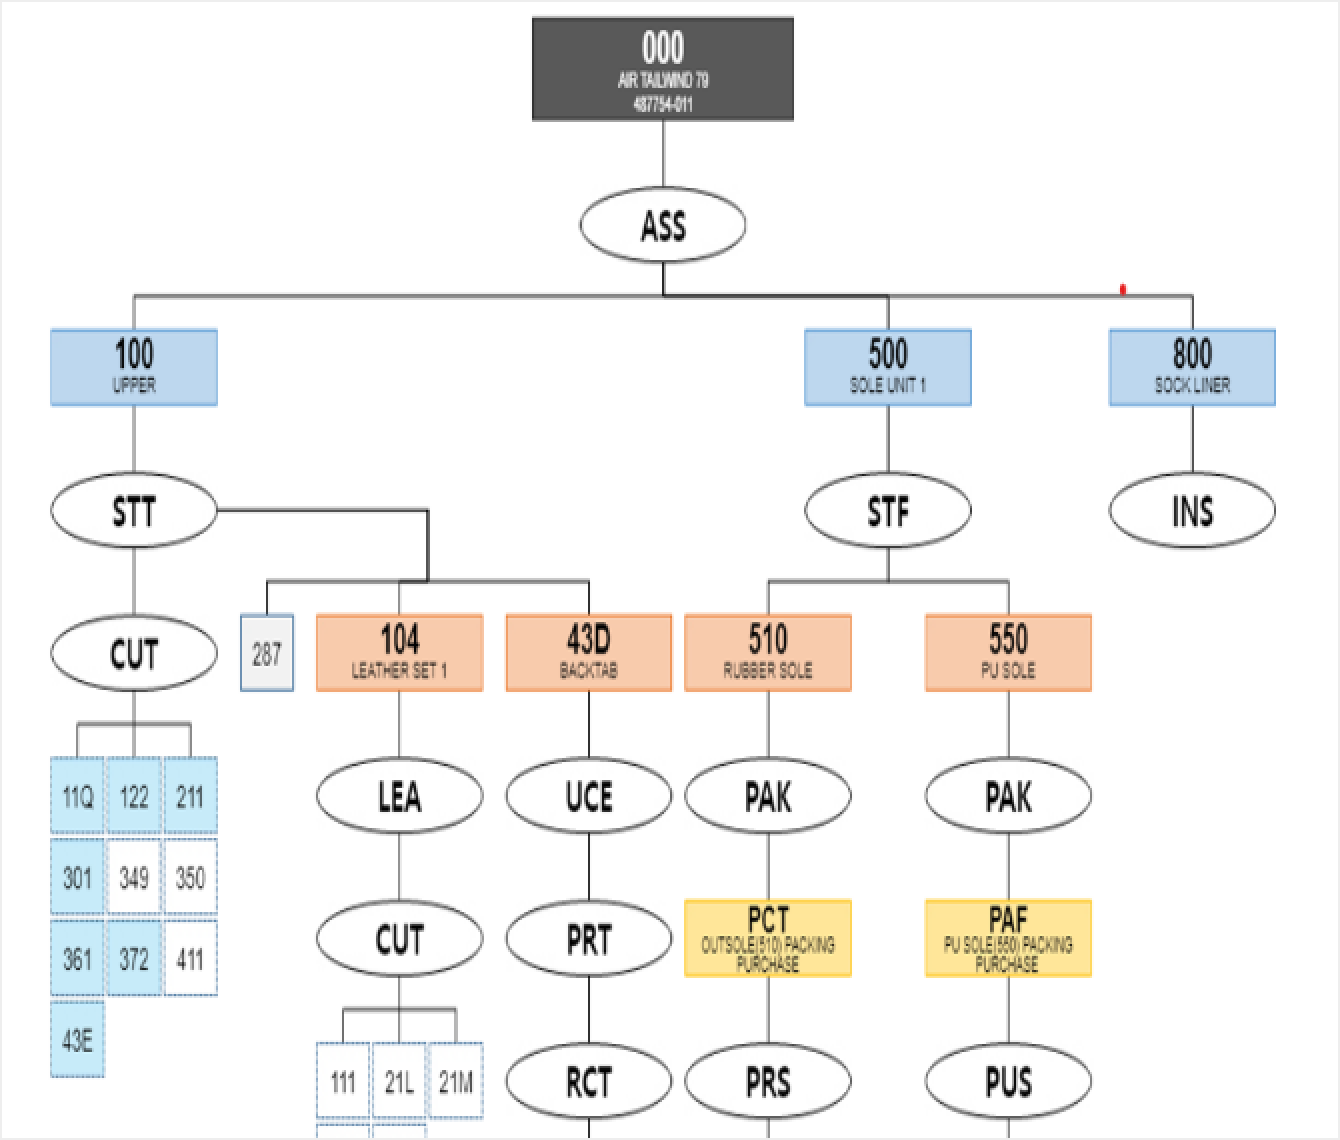 000
AIR TAILWIND 79
487754-011
ASS
100
UPPER
500
SOLE UNIT 1
800
SOCK LINER
STT
STF
INS
CUT
287
104
LEATHER SET 1
43D
BACKTAB
510
RUBBER SOLE
550
PU SOLE
11Q 122 211
LEA
UCE
PAK
PAK
301 349 350
CUT
PRT
PCT
OUTSOLE(510) PACKING
PURCHASE
PAF
PU SOLE(550) PACKING
PURCHASE
361 372 411
43E
111 21L 21M
RCT
PRS
PUS